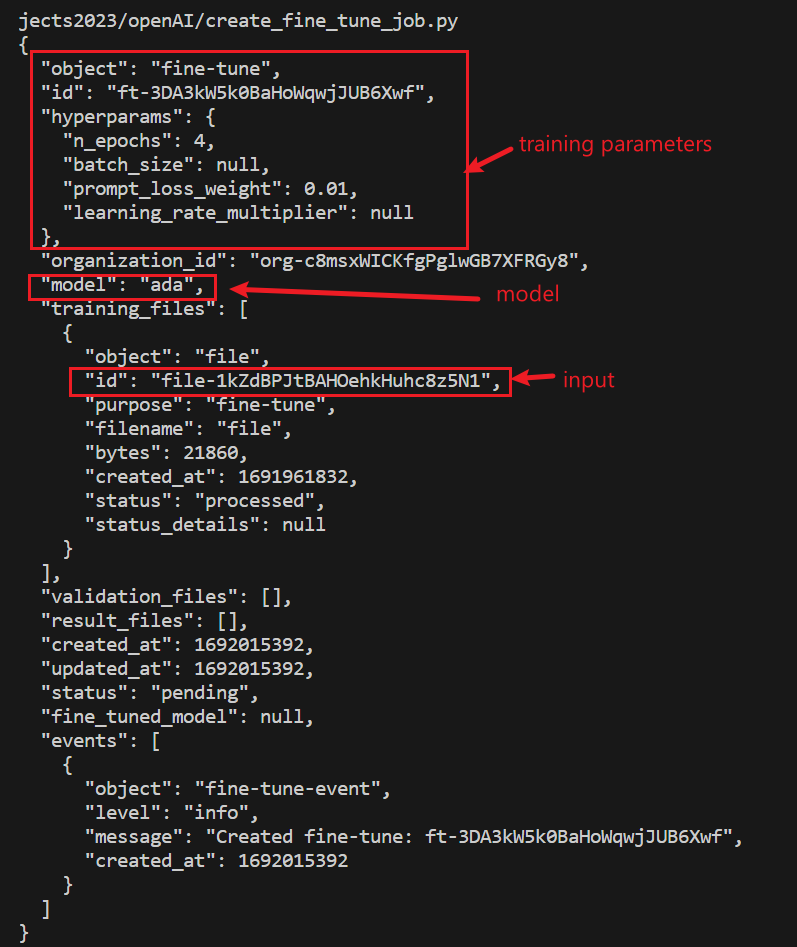 jects2023/openAI/create_fine_tune_job.py
{
"object": "fine-tune",
"id": "ft-3DA3kW5k0BaHoWqwjJUB6Xwf",
"hyperparams": {
"n_epochs": 4,
training parameters
"batch_size": null,
"prompt_loss_weight": 0.01,
"learning_rate_multiplier": null
},
"organization_id": "org-c8msxWICKfgPglwGB7XFRGy8",
"model": "ada",
model
"training_files": [
{
"object": "file",
"id": "file-1kZdBPJtBAHOehkHuhc8z5N1",
input
"purpose": "fine-tune",
"filename": "file",
"bytes": 21860,
"created_at": 1691961832,
"status": "processed",
"status_details": null
}
],
"validation_files": [],
"result_files": [],
"created_at": 1692015392,
"updated_at": 1692015392,
"status": "pending",
"fine_tuned_model": null,
"events": [
{
"object": "fine-tune-event",
"level": "info",
"message": "Created fine-tune: ft-3DA3kW5k0BaHoWqwjJUB6Xwf",
"created_at": 1692015392
}
]
}